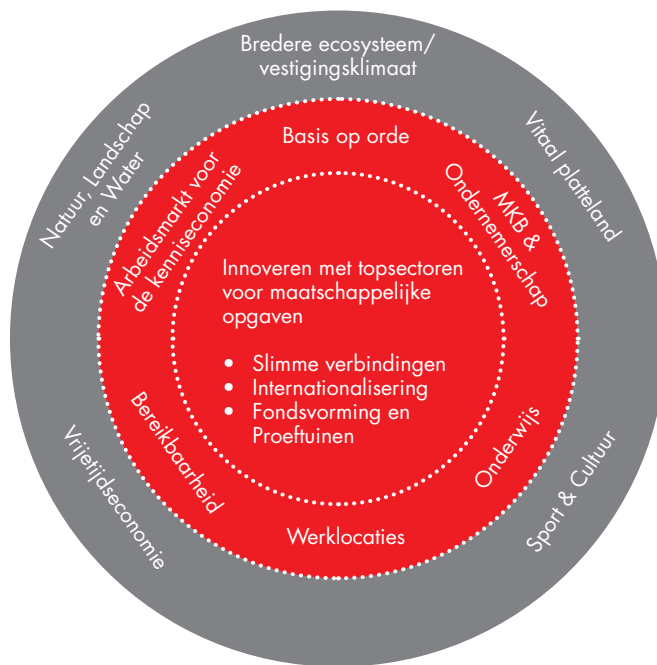 Bredere ecosysteem/
vestigingsklimaat
Natuur, Landschap
en Water
Vitaal platteland
Basis op orde
Arbeidsmarkt voor
de kenniseconomie
MKB &
Ondernemerschap
Innoveren met topsectoren
voor maatschappelijke
opgaven
• Slimme verbindingen
• Internationalisering
• Fondsvorming en
Proeftuinen
Bereikbaarheid
Onderwijs
Werklocaties
Vrijetijdseconomie
Sport & Cultuur